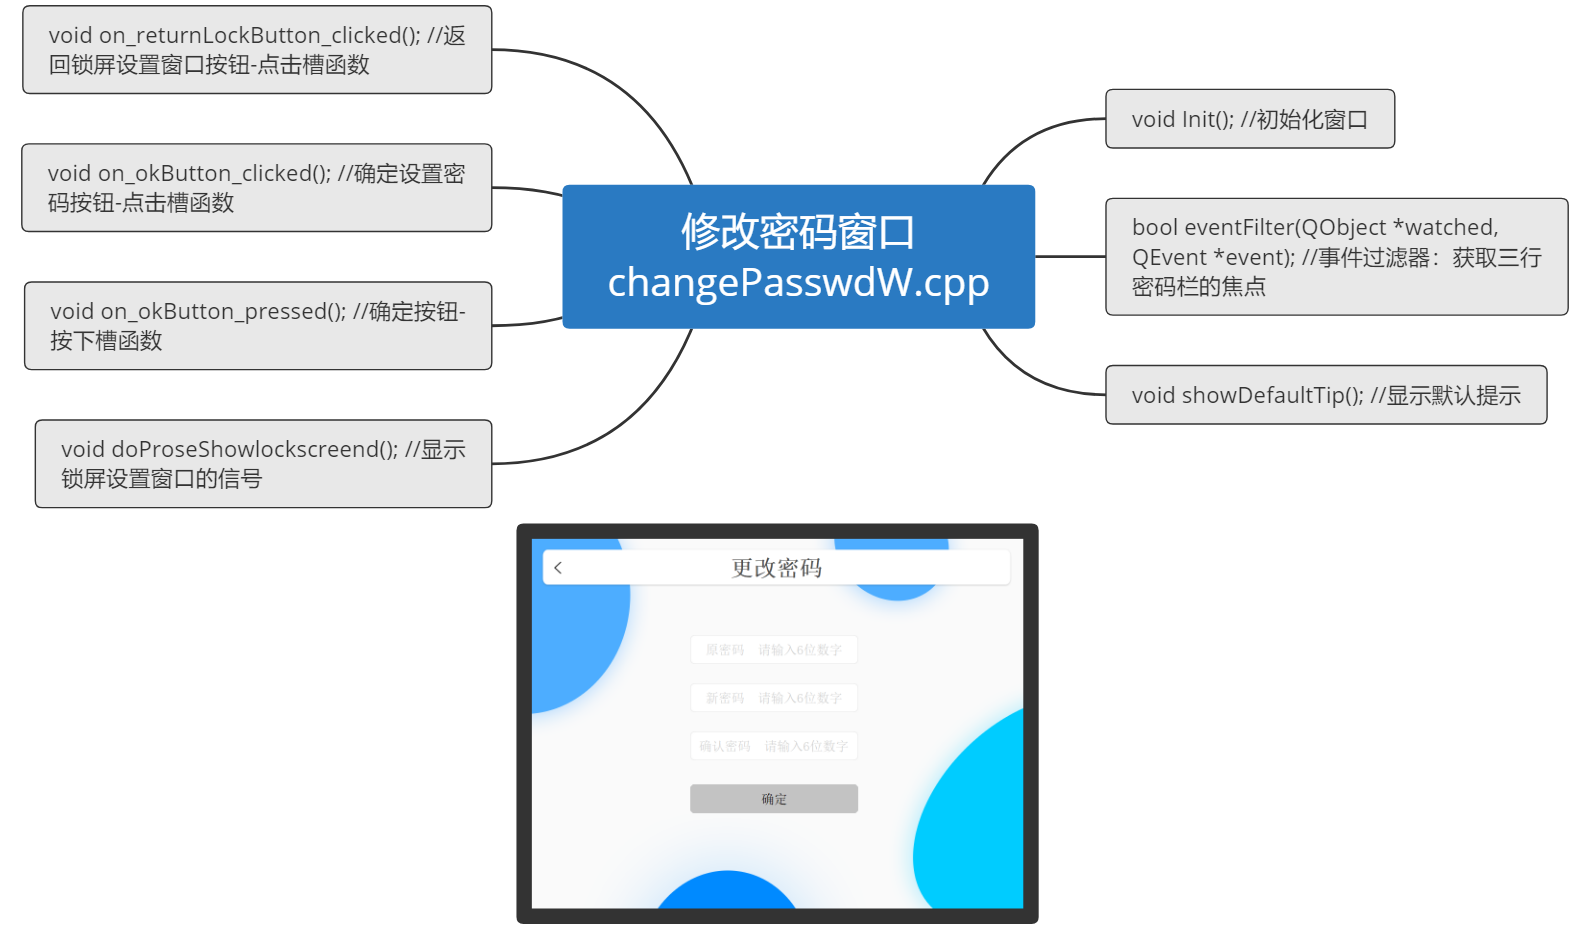 void on_returnLockButton_clicked(); //返
回锁屏设置窗口按钮-点击槽函数
void on_okButton_clicked(); //确定设置密
码按钮-点击槽函数
void on_okButton_pressed(); //确定按钮-
按下槽函数
void doProseShowlockscreend(); //显示
锁屏设置窗口的信号
修改密码窗口
changePasswdW.cpp
void Init(); //初始化窗口
bool eventFilter(QObject *watched,
QEvent *event); //事件过滤器：获取三行
密码栏的焦点
void showDefaultTip(); //显示默认提示
更改密码
原密码 请输入6位数字
新密码 请输入6位数字
确认密码 请输入6位数字
确定